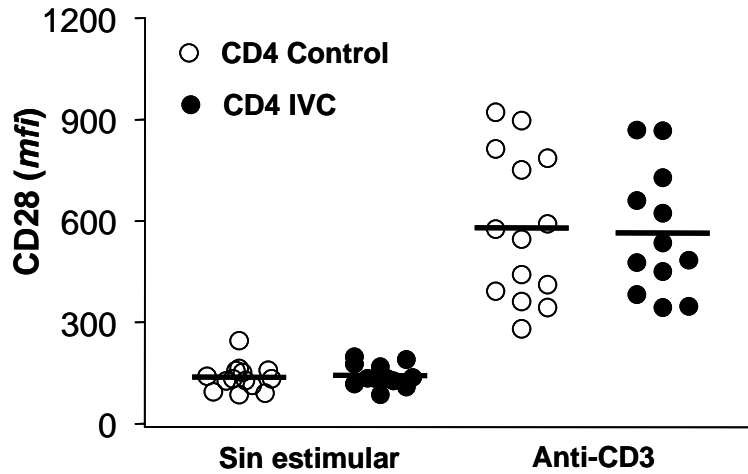 1200
900
600
300
0
CD28 (mfi)
CD4 Control
CD4 IVC
Sin estimular
Anti-CD3